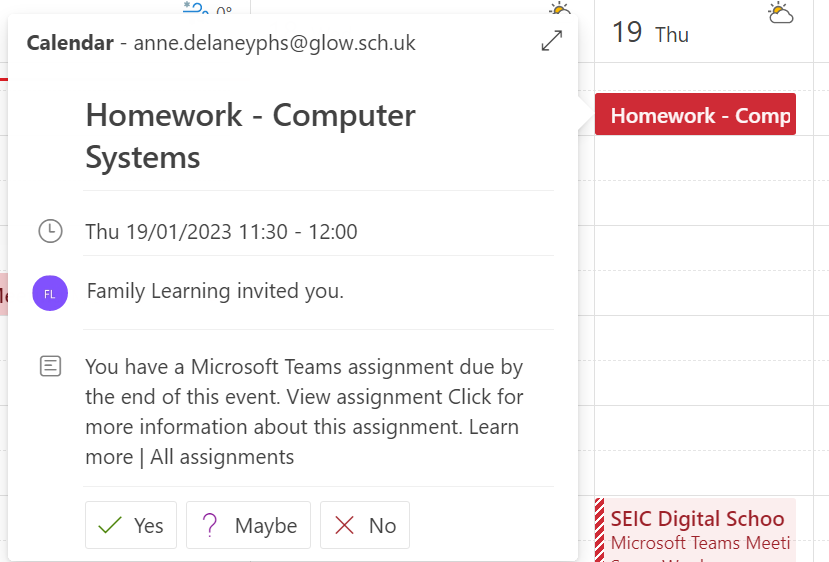 0°
Calendar - anne.delaneyphs@glow.sch.uk
19 Thu
Homework - Computer
Systems
Homework - Comp
Thu 19/01/2023 11:30 - 12:00
FL
Family Learning invited you.
You have a Microsoft Teams assignment due by
the end of this event. View assignment Click for
more information about this assignment. Learn
more | All assignments
Yes
Maybe
No
SEIC Digital Schoo
Microsoft Teams Meeti